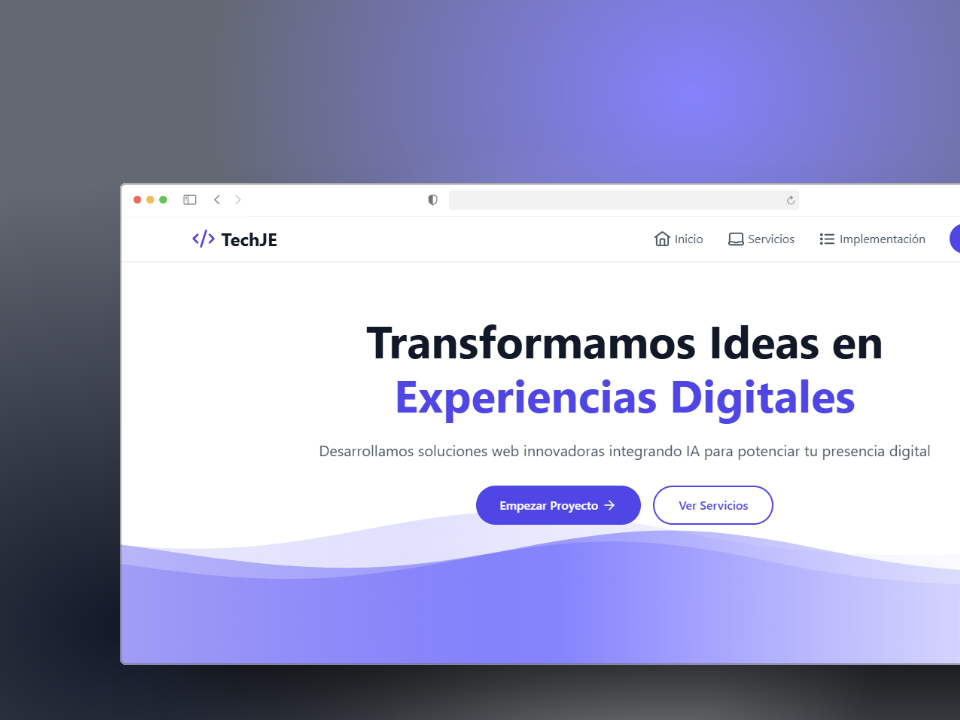 </> TechJE
Inicio Servicios Implementación
Transformamos Ideas en
Experiencias Digitales
Desarrollamos soluciones web innovadoras integrando IA para potenciar tu presencia digital
Empezar Proyecto → Ver Servicios